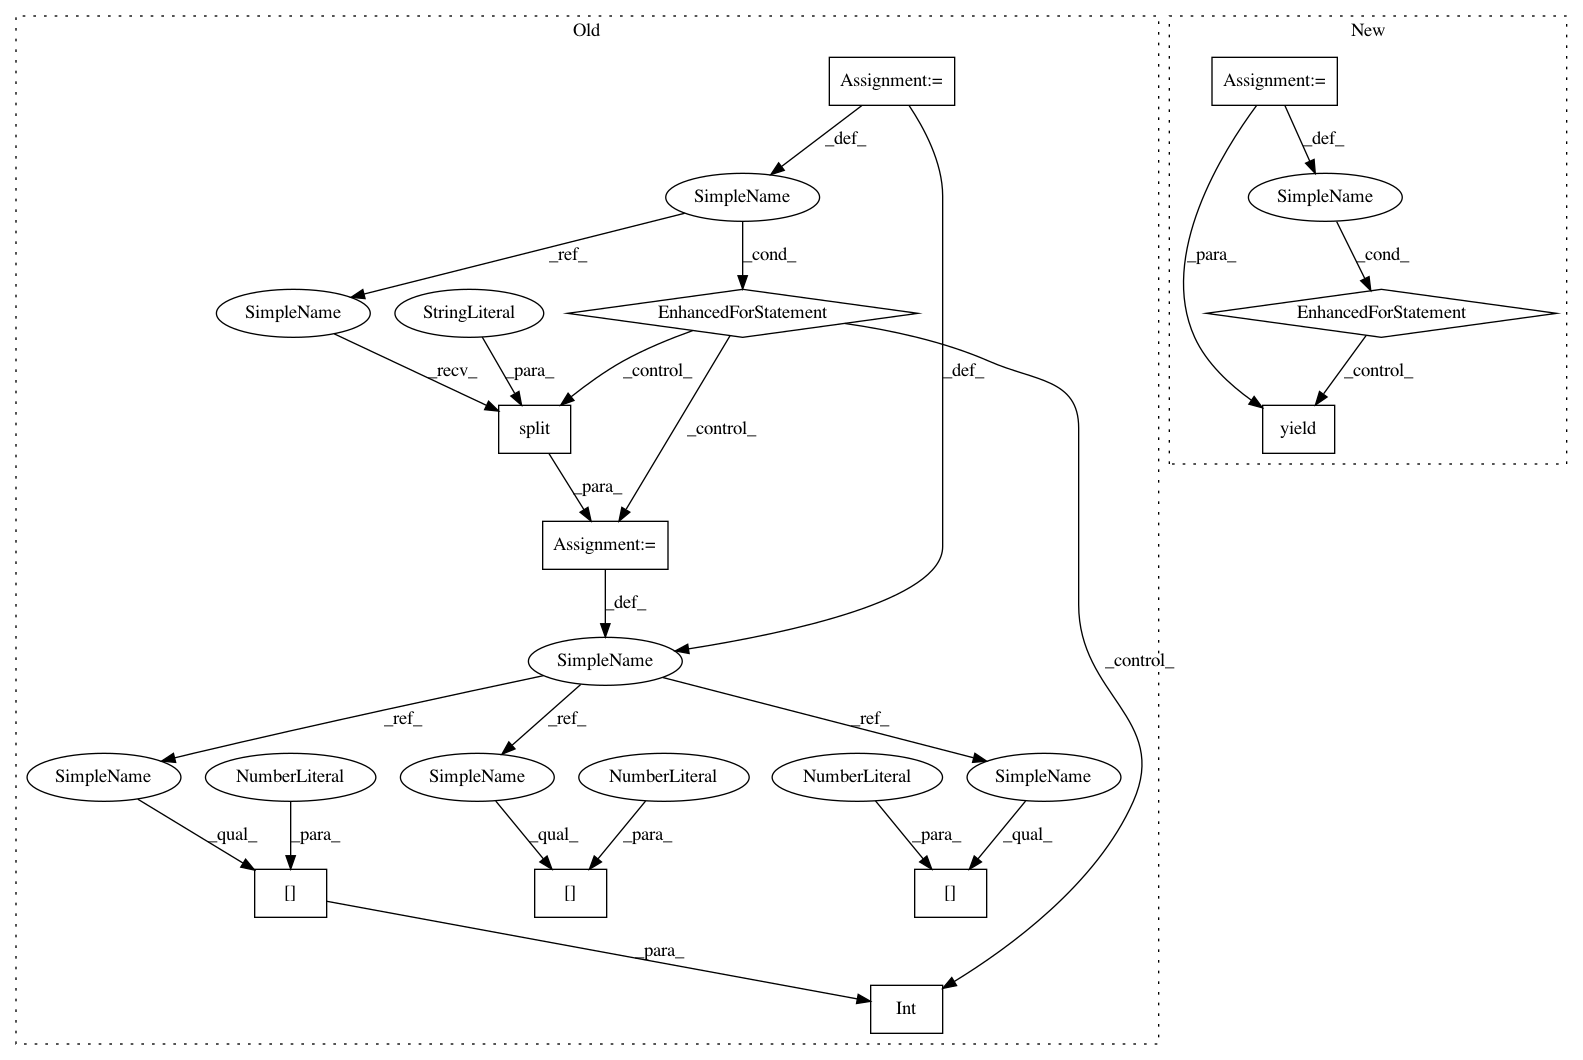 Old
New
Assignment:=
Assignment:=
_def_
_def_
SimpleName
SimpleName
_ref_
_cond_
_para_
_cond_
SimpleName
StringLiteral
EnhancedForStatement
EnhancedForStatement
_recv_
_para_
_control_
_def_
_control_
split
_control_
yield
_para_
Assignment:=
_def_
SimpleName
_control_
_ref_
_ref_
_ref_
SimpleName
NumberLiteral
SimpleName
NumberLiteral
NumberLiteral
SimpleName
_qual_
_para_
_qual_
_para_
_para_
_qual_
[]
[]
[]
_para_
Int